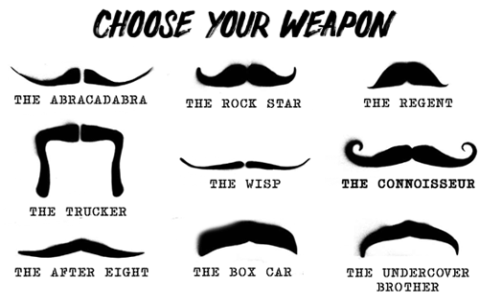 CHOOSE YOUR WEAPON
THE ABRACADABRA
THE ROCK STAR
THE REGENT
THE TRUCKER
THE WISP
THE CONNOISSEUR
THE AFTER EIGHT
THE BOX CAR
THE UNDERCOVER
BROTHER